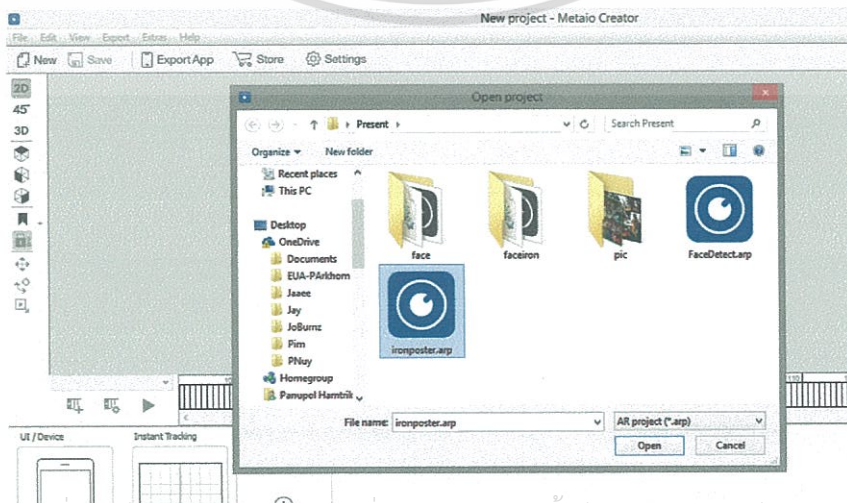 New project - Metaio Creator
File Edit View Export Extras Help
New Save Export App Store Settings
2D
45°
3D
Open project
Present
Search Present
Organize New folder
Recent places
This PC
Desktop
OneDrive
Documents
EUA-PArkhom
Jaaee
Jay
JoBurnz
Pim
PNuy
Homegroup
Panupol Hamtrik
face
faceiron
pic
FaceDetect.arp
ironposter.arp
File name: ironposter.arp
AR project (*.arp)
Open Cancel
UI / Device
Instant Tracking